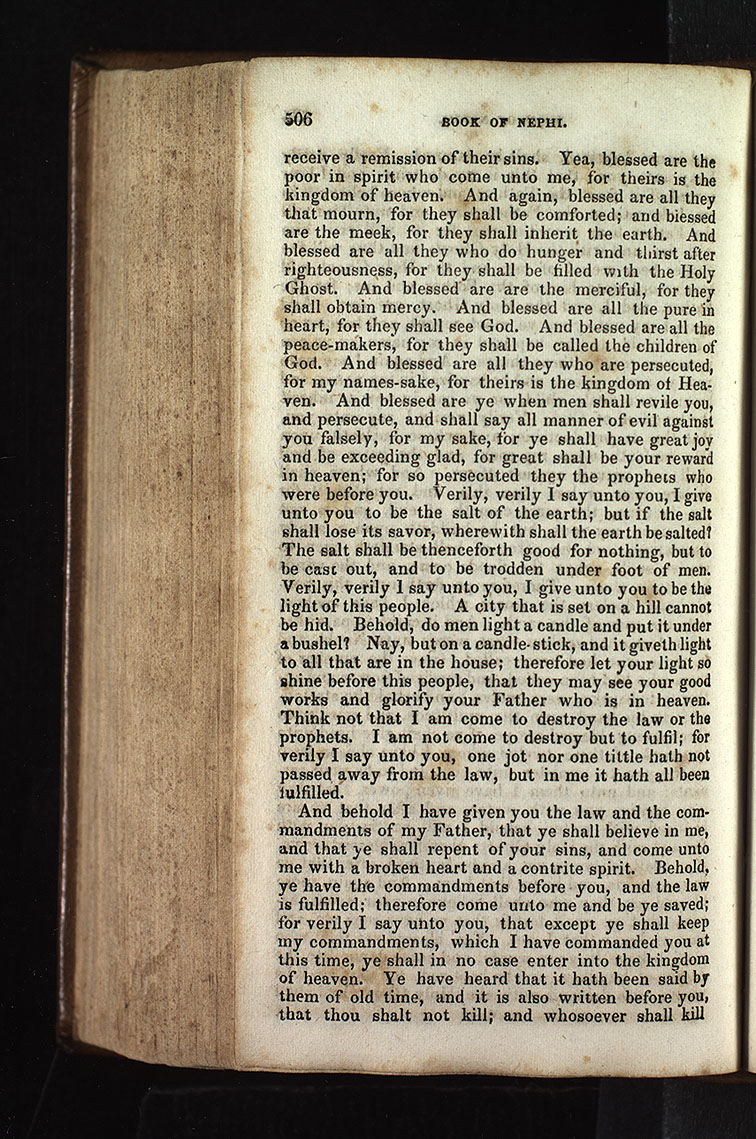 506 BOOK OF NEPHI.
receive a remission of their sins. Yea, blessed are the
poor in spirit who come unto me, for theirs is the
kingdom of heaven. And again, blessed are all they
that mourn, for they shall be comforted; and blessed
are the meek, for they shall inherit the earth. And
blessed are all they who do hunger and thirst after
righteousness, for they shall be filled with the Holy
Ghost. And blessed are are the merciful, for they
shall obtain mercy. And blessed are all the pure in
heart, for they shall see God. And blessed are all the
peace-makers, for they shall be called the children of
God. And blessed are all they who are persecuted,
for my names-sake, for theirs is the kingdom of Hea-
ven. And blessed are ye when men shall revile you,
and persecute, and shall say all manner of evil against
you falsely, for my sake, for ye shall have great joy
and be exceeding glad, for great shall be your reward
in heaven; for so persecuted they the prophets who
were before you. Verily, verily I say unto you, I give
unto you to be the salt of the earth; but if the salt
shall lose its savor, wherewith shall the earth be salted?
The salt shall be thenceforth good for nothing, but to
be cast out, and to be trodden under foot of men.
Verily, verily I say unto you, I give unto you to be the
light of this people. A city that is set on a hill cannot
be hid. Behold, do men light a candle and put it under
a bushel? Nay, but on a candle-stick, and it giveth light
to all that are in the house; therefore let your light so
shine before this people, that they may see your good
works and glorify your Father who is in heaven.
Think not that I am come to destroy the law or the
prophets. I am not come to destroy but to fulfil; for
verily I say unto you, one jot nor one tittle hath not
passed away from the law, but in me it hath all been
fulfilled.
And behold I have given you the law and the com-
mandments of my Father, that ye shall believe in me,
and that ye shall repent of your sins, and come unto
me with a broken heart and a contrite spirit. Behold,
ye have the commandments before you, and the law
is fulfilled; therefore come unto me and be ye saved;
for verily I say unto you, that except ye shall keep
my commandments, which I have commanded you at
this time, ye shall in no case enter into the kingdom
of heaven. Ye have heard that it hath been said by
them of old time, and it is also written before you,
that thou shalt not kill; and whosoever shall kill